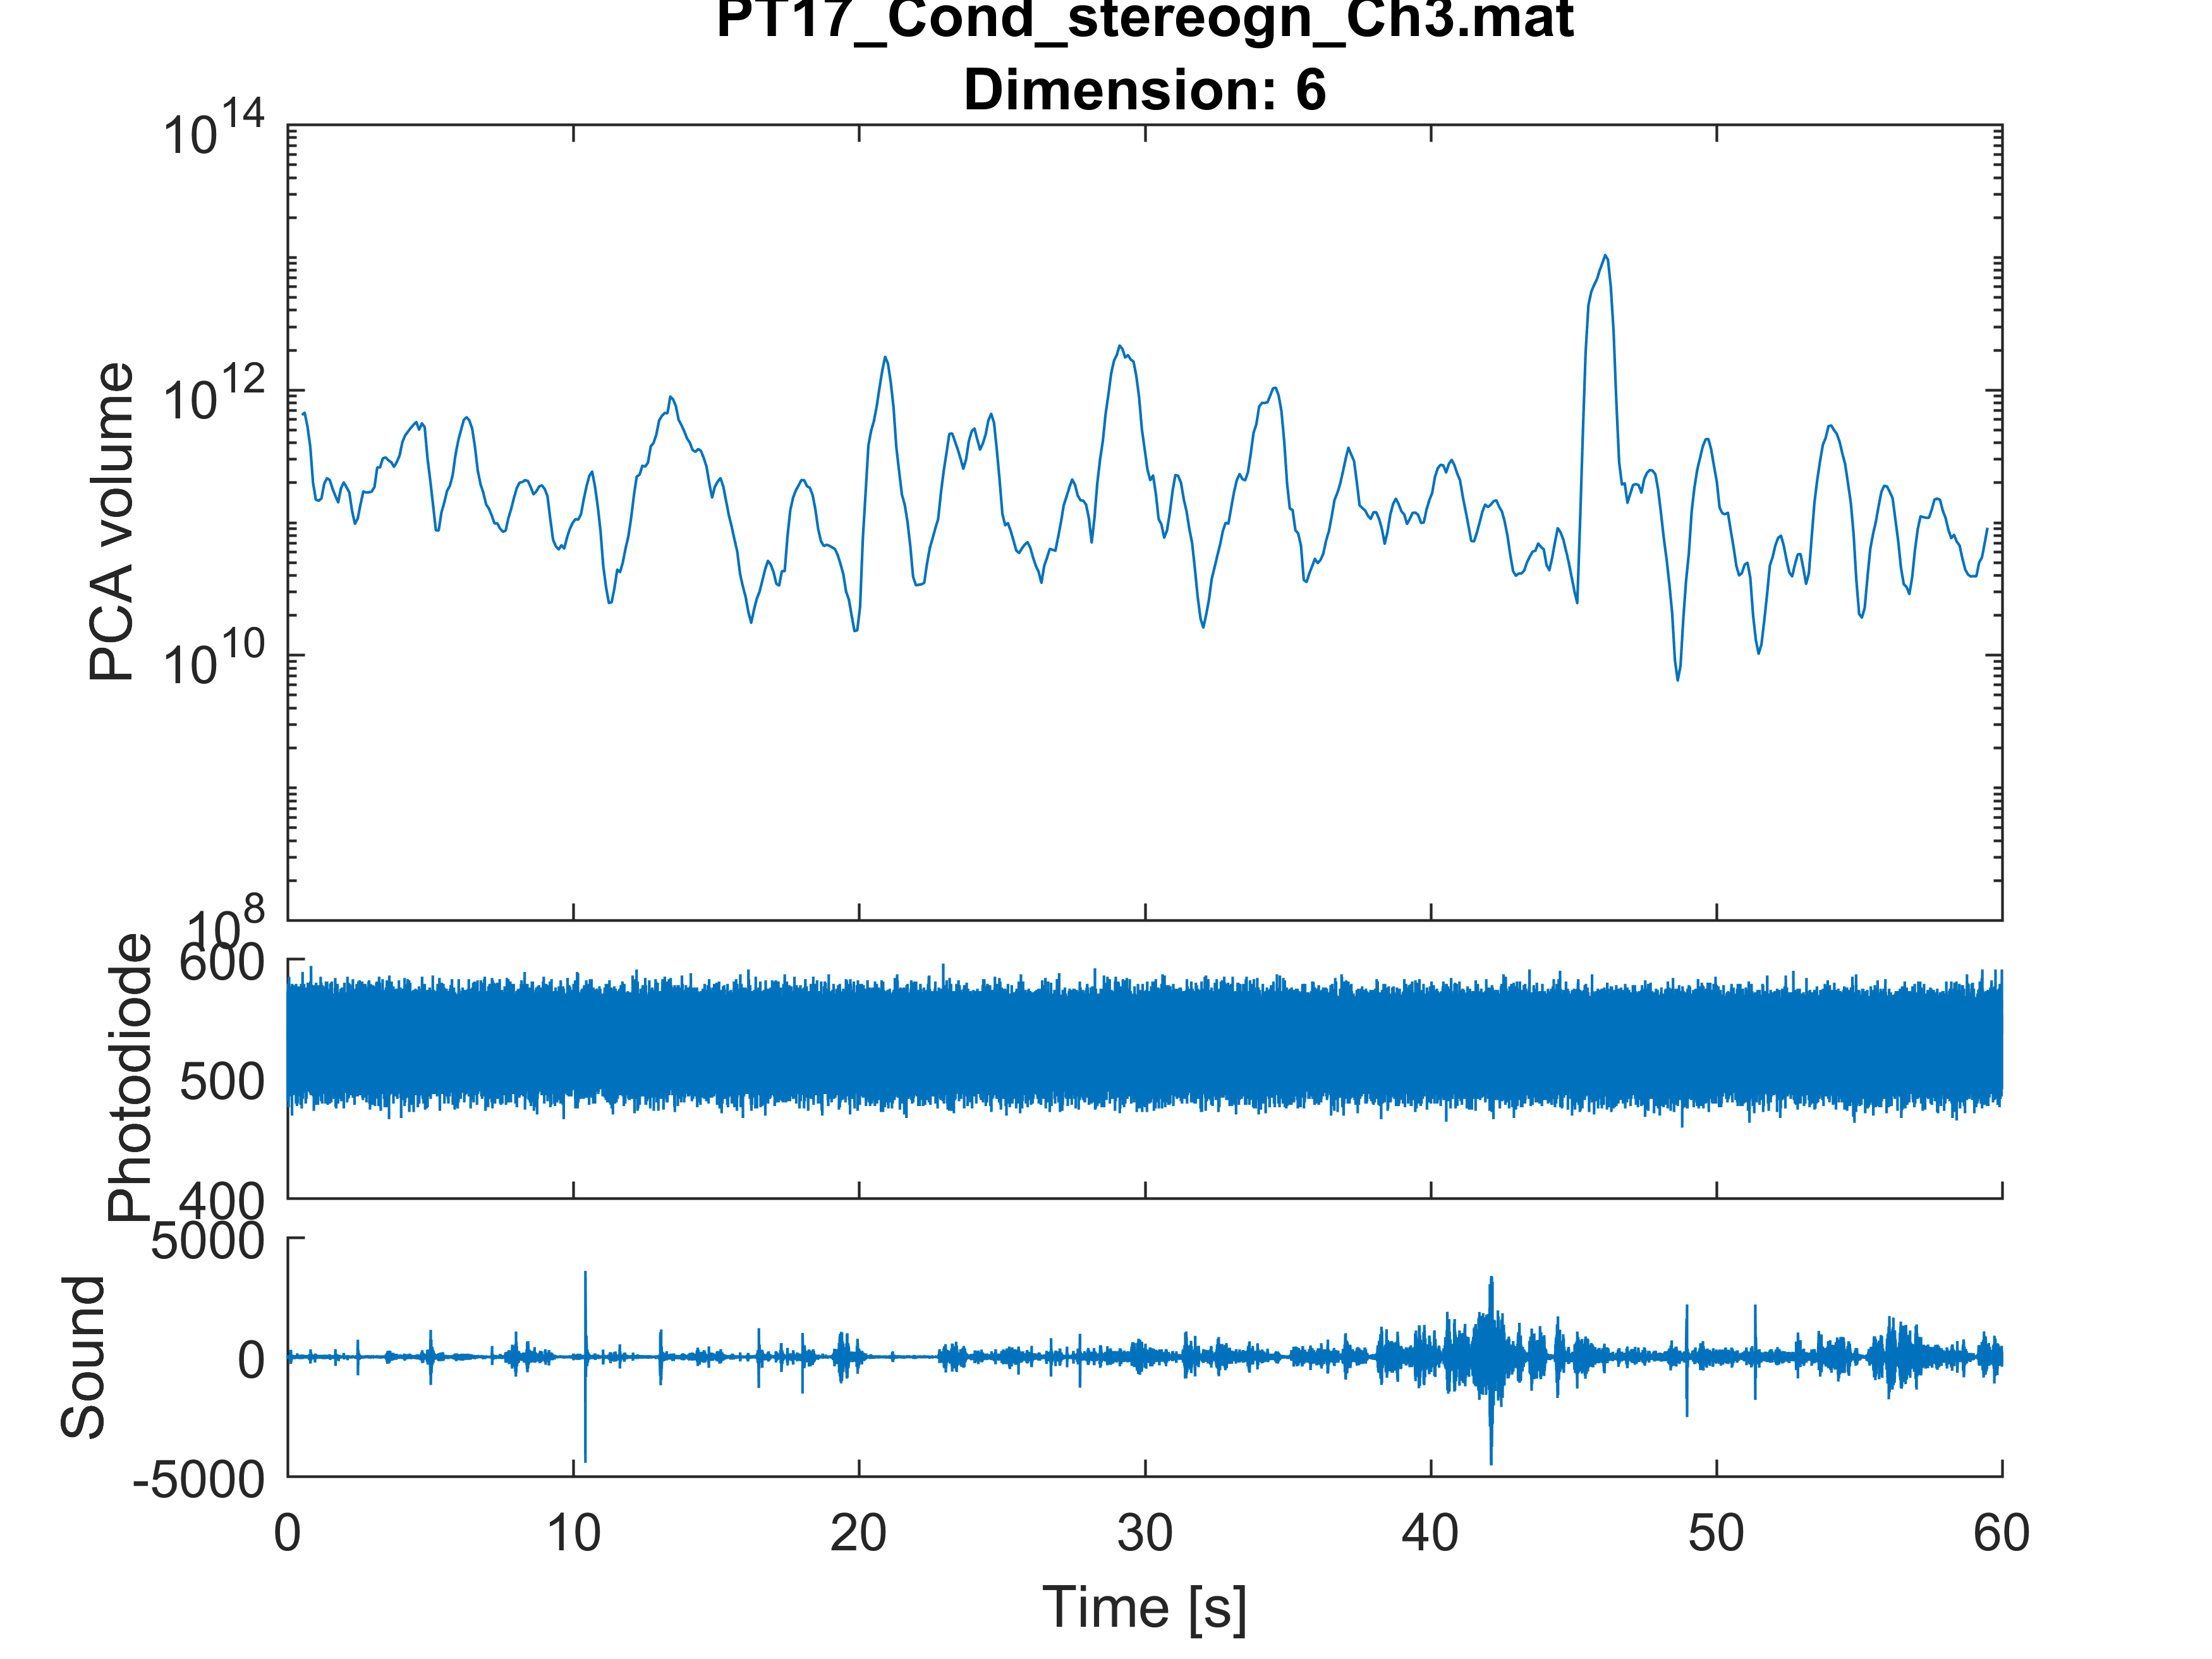 PT17_Cond_stereogn_Ch3.mat
Dimension: 6
10^14
10^12
10^10
10^8
PCA volume
600
500
400
Photodiode
5000
0
-5000
Sound
0 10 20 30 40 50 60
Time [s]